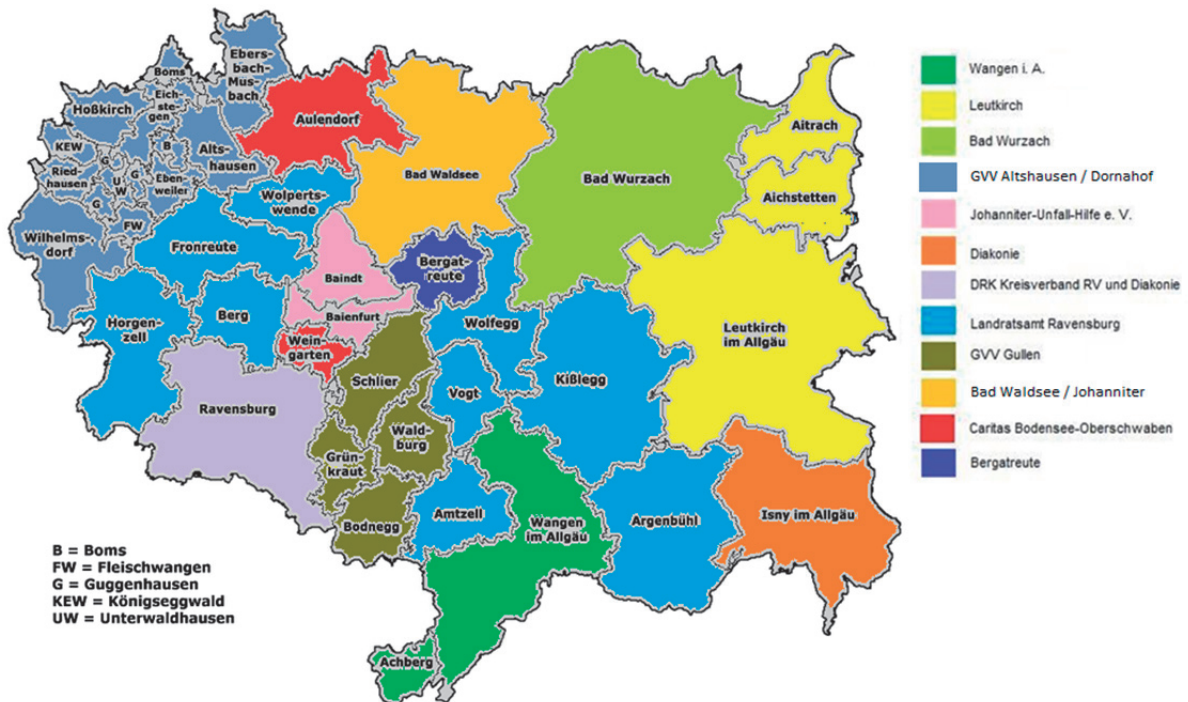 Ebers-
bach-
Mus-
bach
Boms
Eich-
ste-
gen
Hoßkirch
Aulendorf
KEW
B
Alts-
hausen
G
Ried-
hausen
U
W
G
Eben-
weiler
G
FW
Wilhelms-
dorf
Wolperts-
wende
Fronreute
Bad Waldsee
Bad Wurzach
Aitrach
Aichstetten
Baindt
Bergat-
reute
Baienfurt
Horgen-
zell
Berg
Wein-
garten
Wolfegg
Leutkirch
im Allgäu
Schlier
Vogt
Kißlegg
Ravensburg
Wald-
burg
Grün-
kraut
Bodnegg
Amtzell
Wangen
im Allgäu
Argenbühl
Isny im Allgäu
Achberg
Wangen i. A.
Leutkirch
Bad Wurzach
GVV Altshausen / Dornahof
Johanniter-Unfall-Hilfe e. V.
Diakonie
DRK Kreisverband RV und Diakonie
Landratsamt Ravensburg
GVV Gullen
Bad Waldsee / Johanniter
Caritas Bodensee-Oberschwaben
Bergatreute
B = Boms
FW = Fleischwangen
G = Guggenhausen
KEW = Königseggwald
UW = Unterwaldhausen